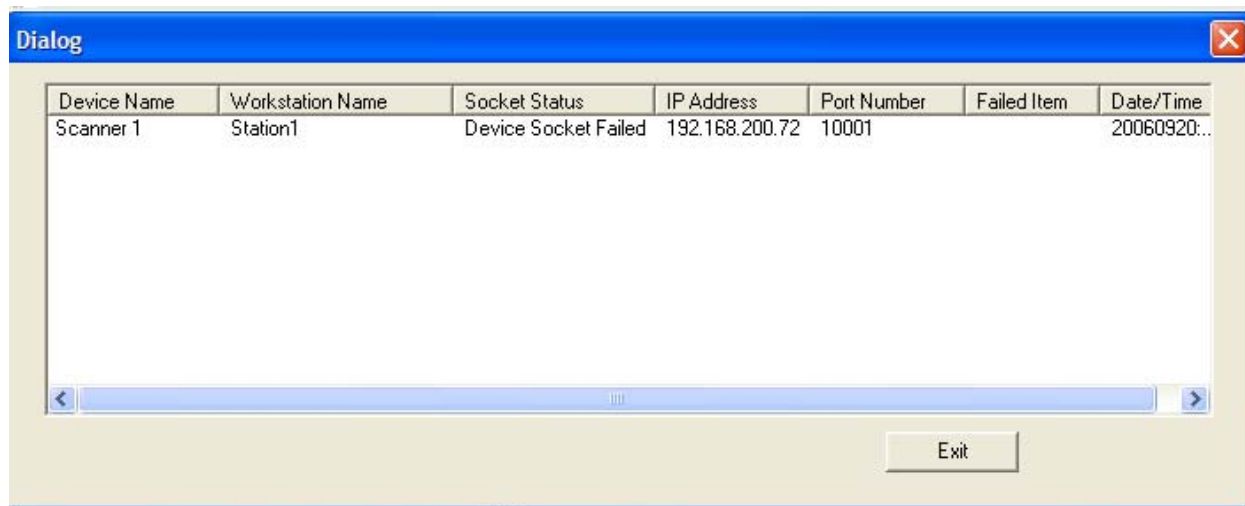 Dialog
Device Name Workstation Name Socket Status IP Address Port Number Failed Item Date/Time
Scanner 1 Station1 Device Socket Failed 192.168.200.72 10001 20060920:..
Exit